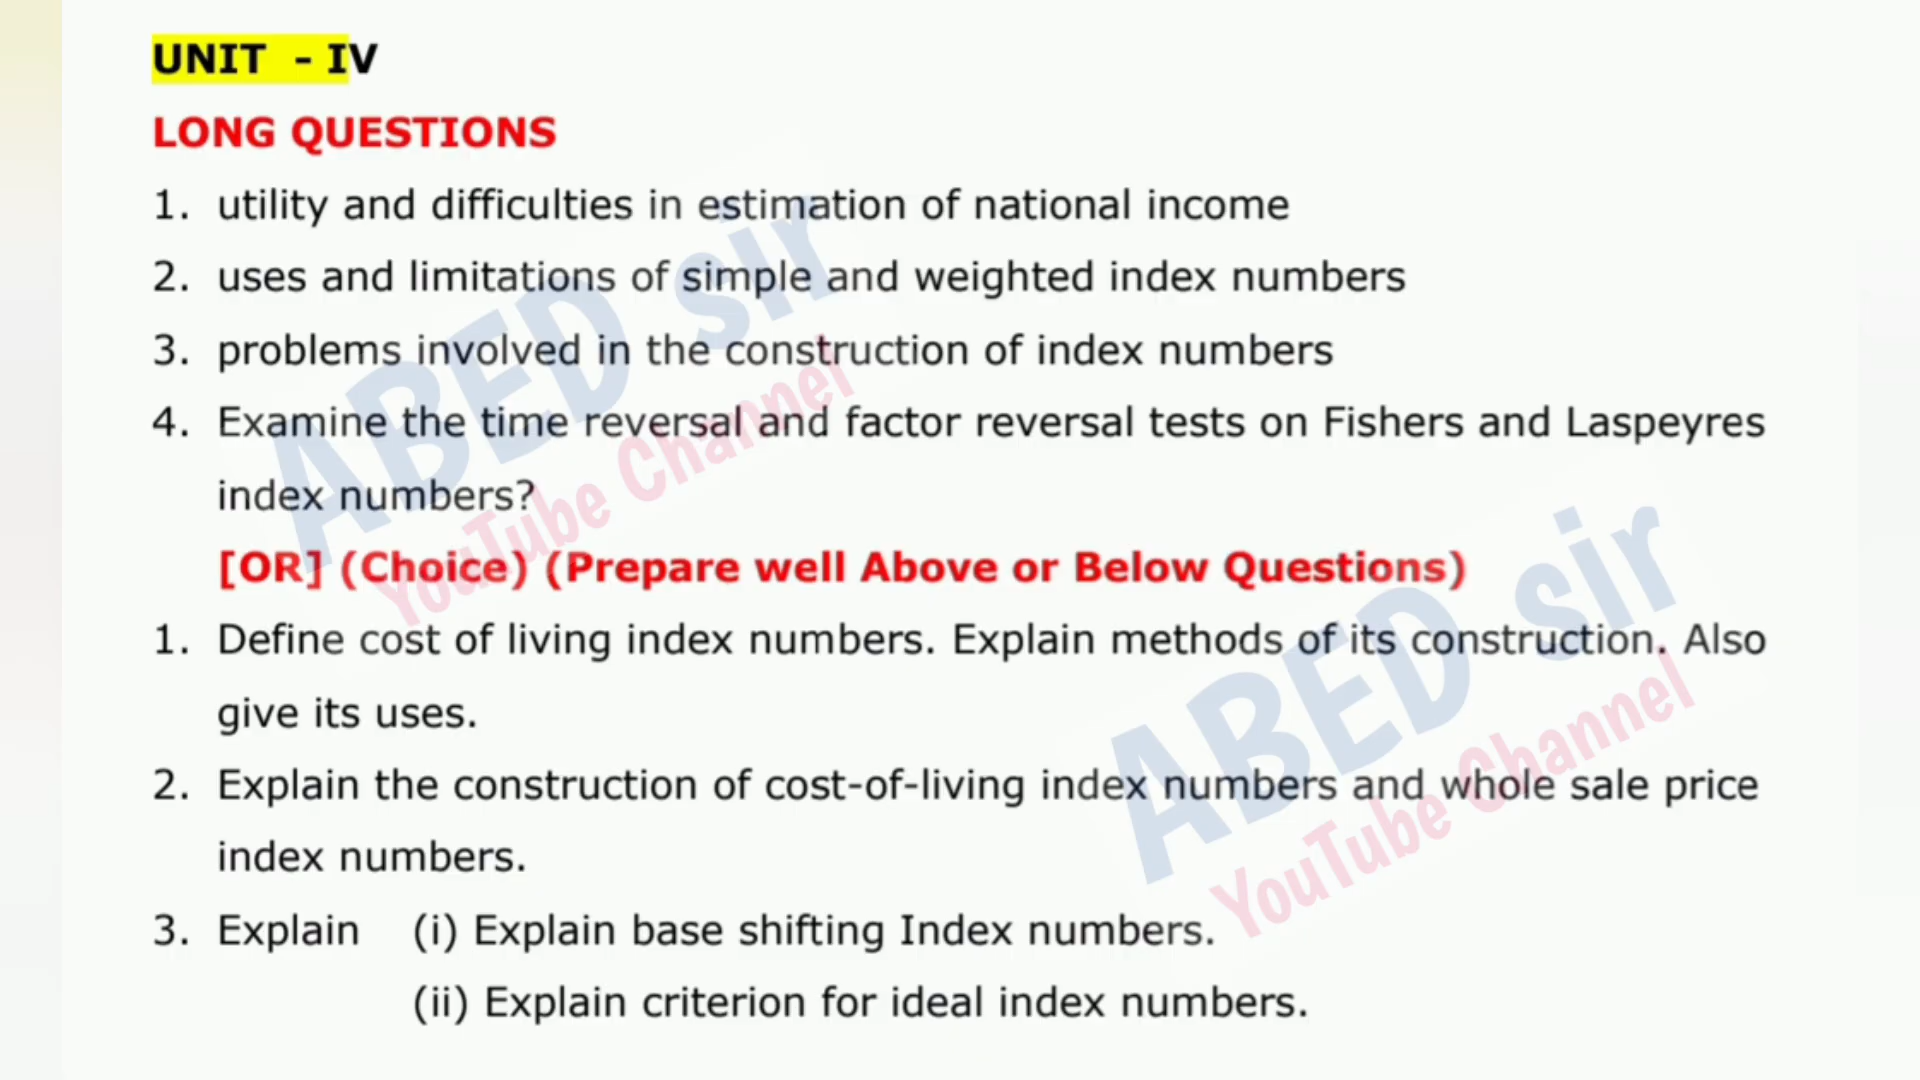 UNIT - IV
LONG QUESTIONS
1. utility and difficulties in estimation of national income
2. uses and limitations of simple and weighted index numbers
3. problems involved in the construction of index numbers
4. Examine the time reversal and factor reversal tests on Fishers and Laspeyres
index numbers?
[OR] (Choice) (Prepare well Above or Below Questions)
1. Define cost of living index numbers. Explain methods of its construction. Also
give its uses.
2. Explain the construction of cost-of-living index numbers and whole sale price
index numbers.
3. Explain (i) Explain base shifting Index numbers.
(ii) Explain criterion for ideal index numbers.
ABED sir
YouTube Channel
ABED sir
YouTube Channel